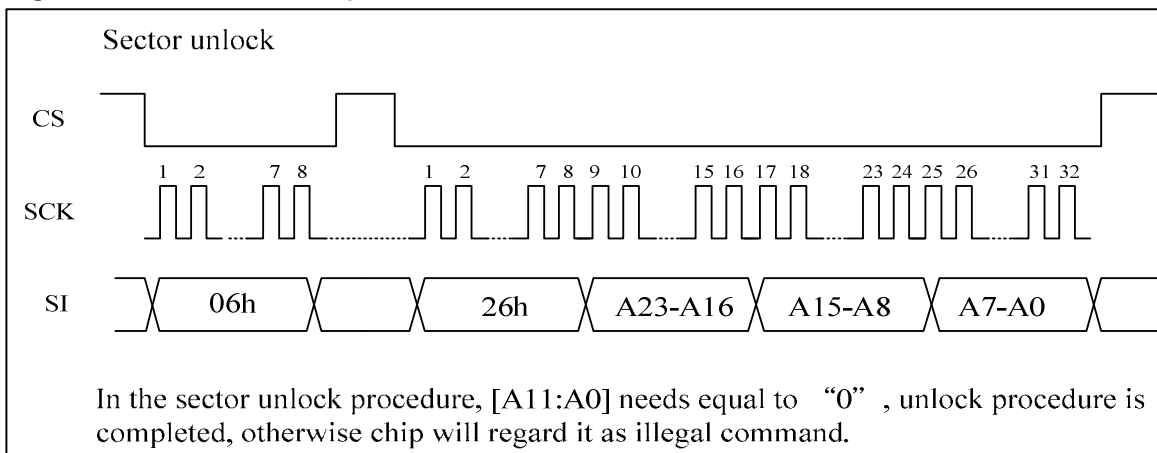 Sector unlock
CS
1 2 7 8 1 2 7 8 9 10 15 16 17 18 23 24 25 26 31 32
SCK
SI 06h 26h A23-A16 A15-A8 A7-A0
In the sector unlock procedure, [A11:A0] needs equal to “0” , unlock procedure is
completed, otherwise chip will regard it as illegal command.